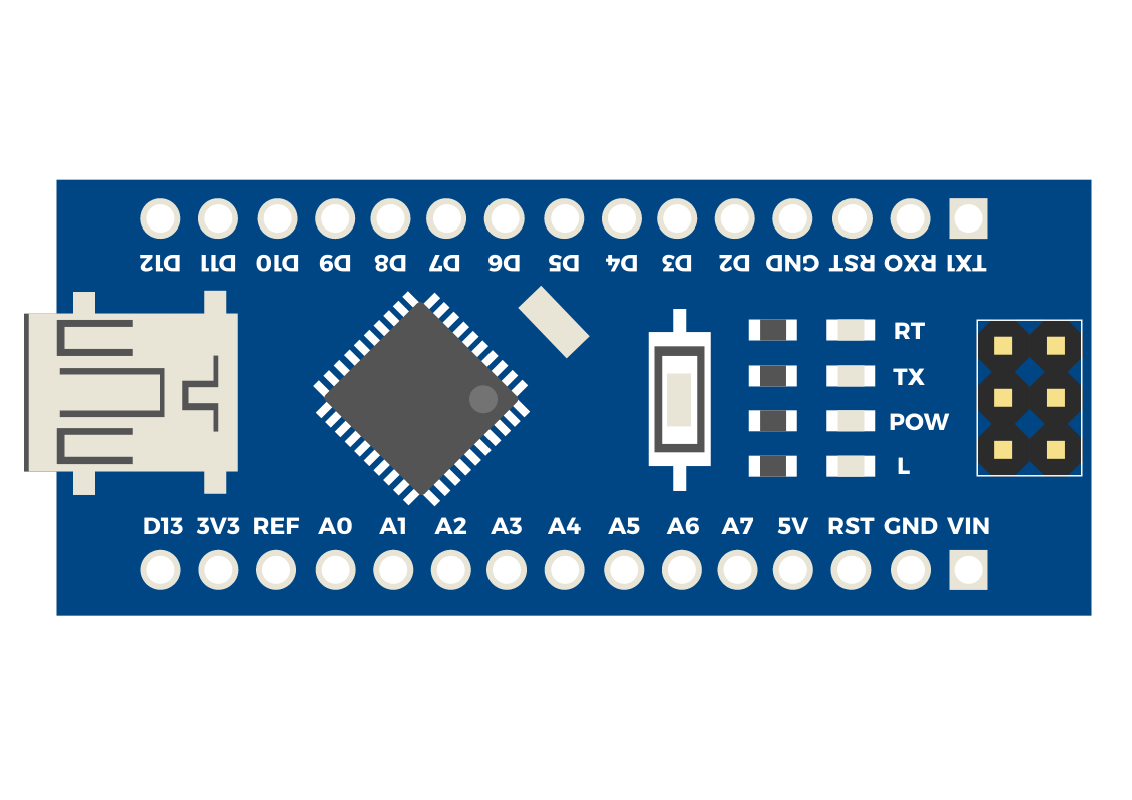 TX1 RXO RST GND D2 D3 D4 D5 D6 D7 D8 D9 D10 D11 D12
RT
TX
POW
L
D13 3V3 REF A0 A1 A2 A3 A4 A5 A6 A7 5V RST GND VIN